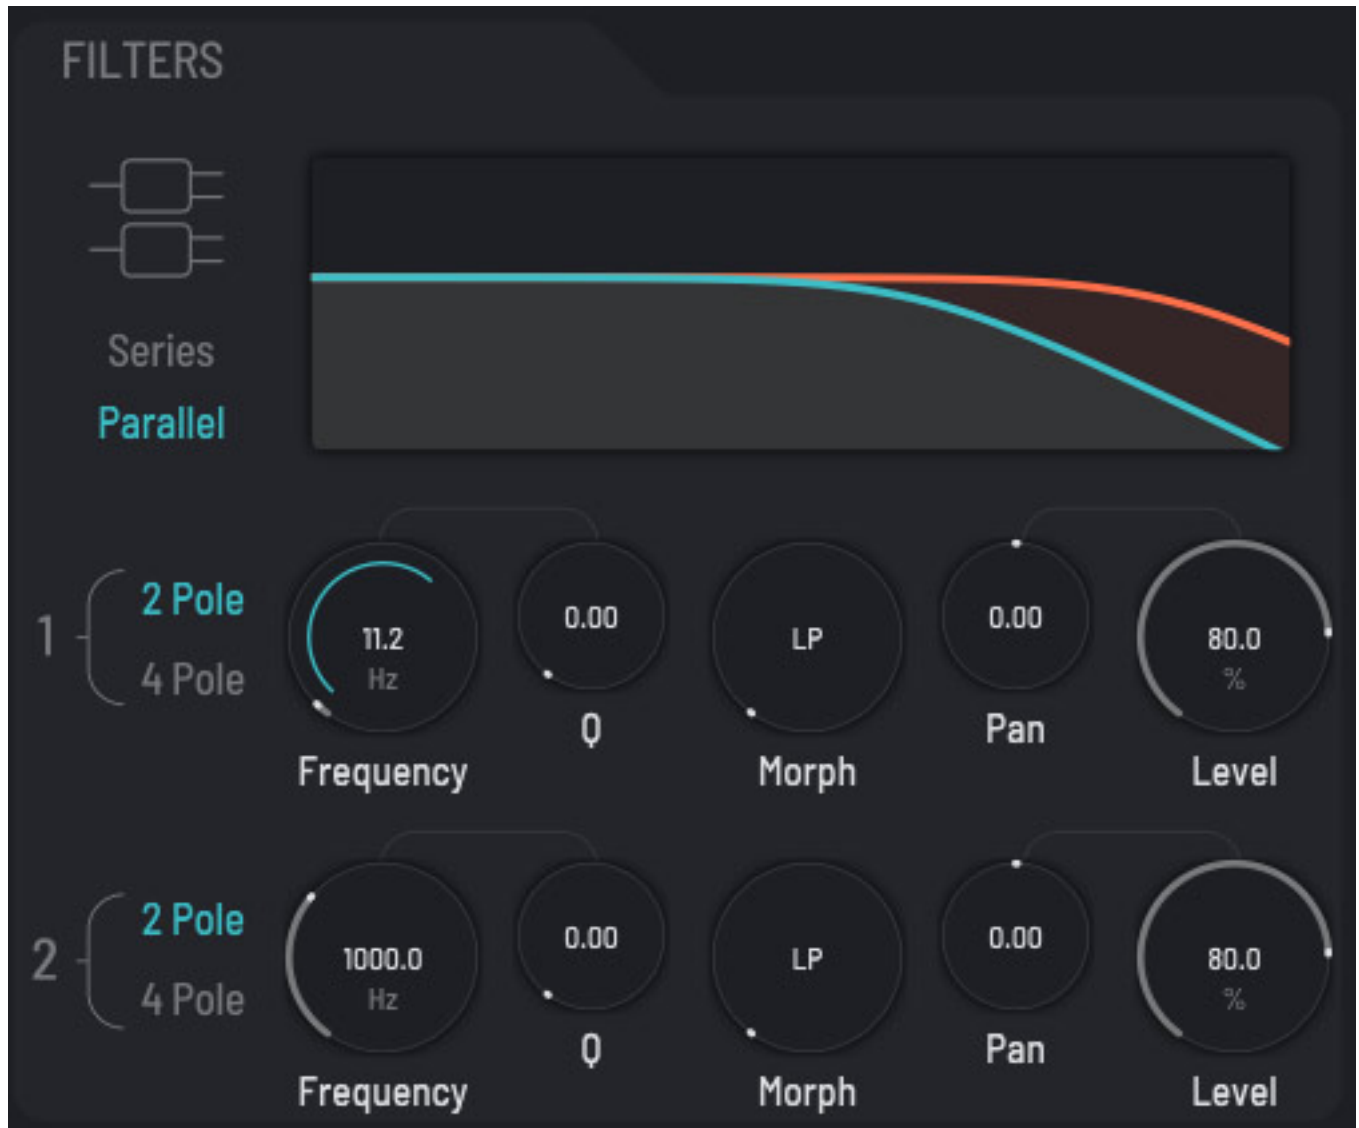 FILTERS
Series
Parallel
1
2 Pole
4 Pole
11.2
Hz
Frequency
0.00
Q
LP
Morph
0.00
Pan
80.0
%
Level
2
2 Pole
4 Pole
1000.0
Hz
Frequency
0.00
Q
LP
Morph
0.00
Pan
80.0
%
Level